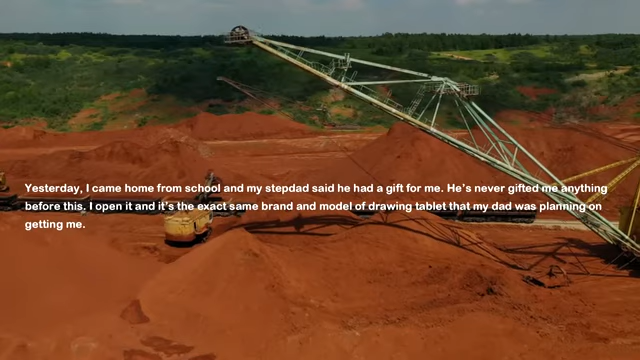 Yesterday, I came home from school and my stepdad said he had a gift for me. He's never gifted me anything
before this. I open it and it's the exact same brand and model of drawing tablet that my dad was planning on
getting me.